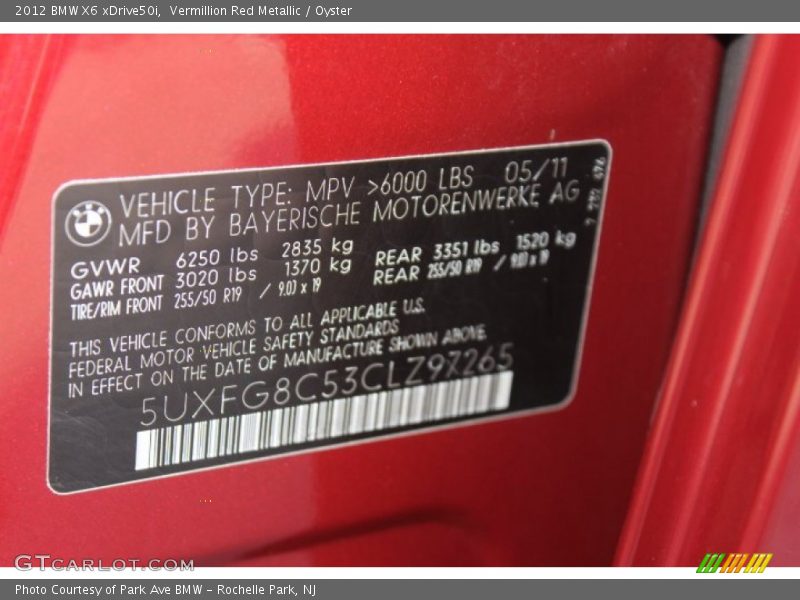 2012 BMW X6 xDrive50i, Vermillion Red Metallic / Oyster
VEHICLE TYPE: MPV >6000 LBS 05/11
MFD BY BAYERISCHE MOTORENWERKE AG
GVWR 6250 lbs 2835 kg
GAWR FRONT 3020 lbs 1370 kg REAR 3351 lbs 1520 kg
TIRE/RIM FRONT 255/50 R19 / 9.0J x 19 REAR 255/50 R19 / 9.0J x 19
THIS VEHICLE CONFORMS TO ALL APPLICABLE U.S.
FEDERAL MOTOR VEHICLE SAFETY STANDARDS
IN EFFECT ON THE DATE OF MANUFACTURE SHOWN ABOVE.
5UXFG8C53CLZ97265
GTCARLOT.COM
Photo Courtesy of Park Ave BMW - Rochelle Park, NJ